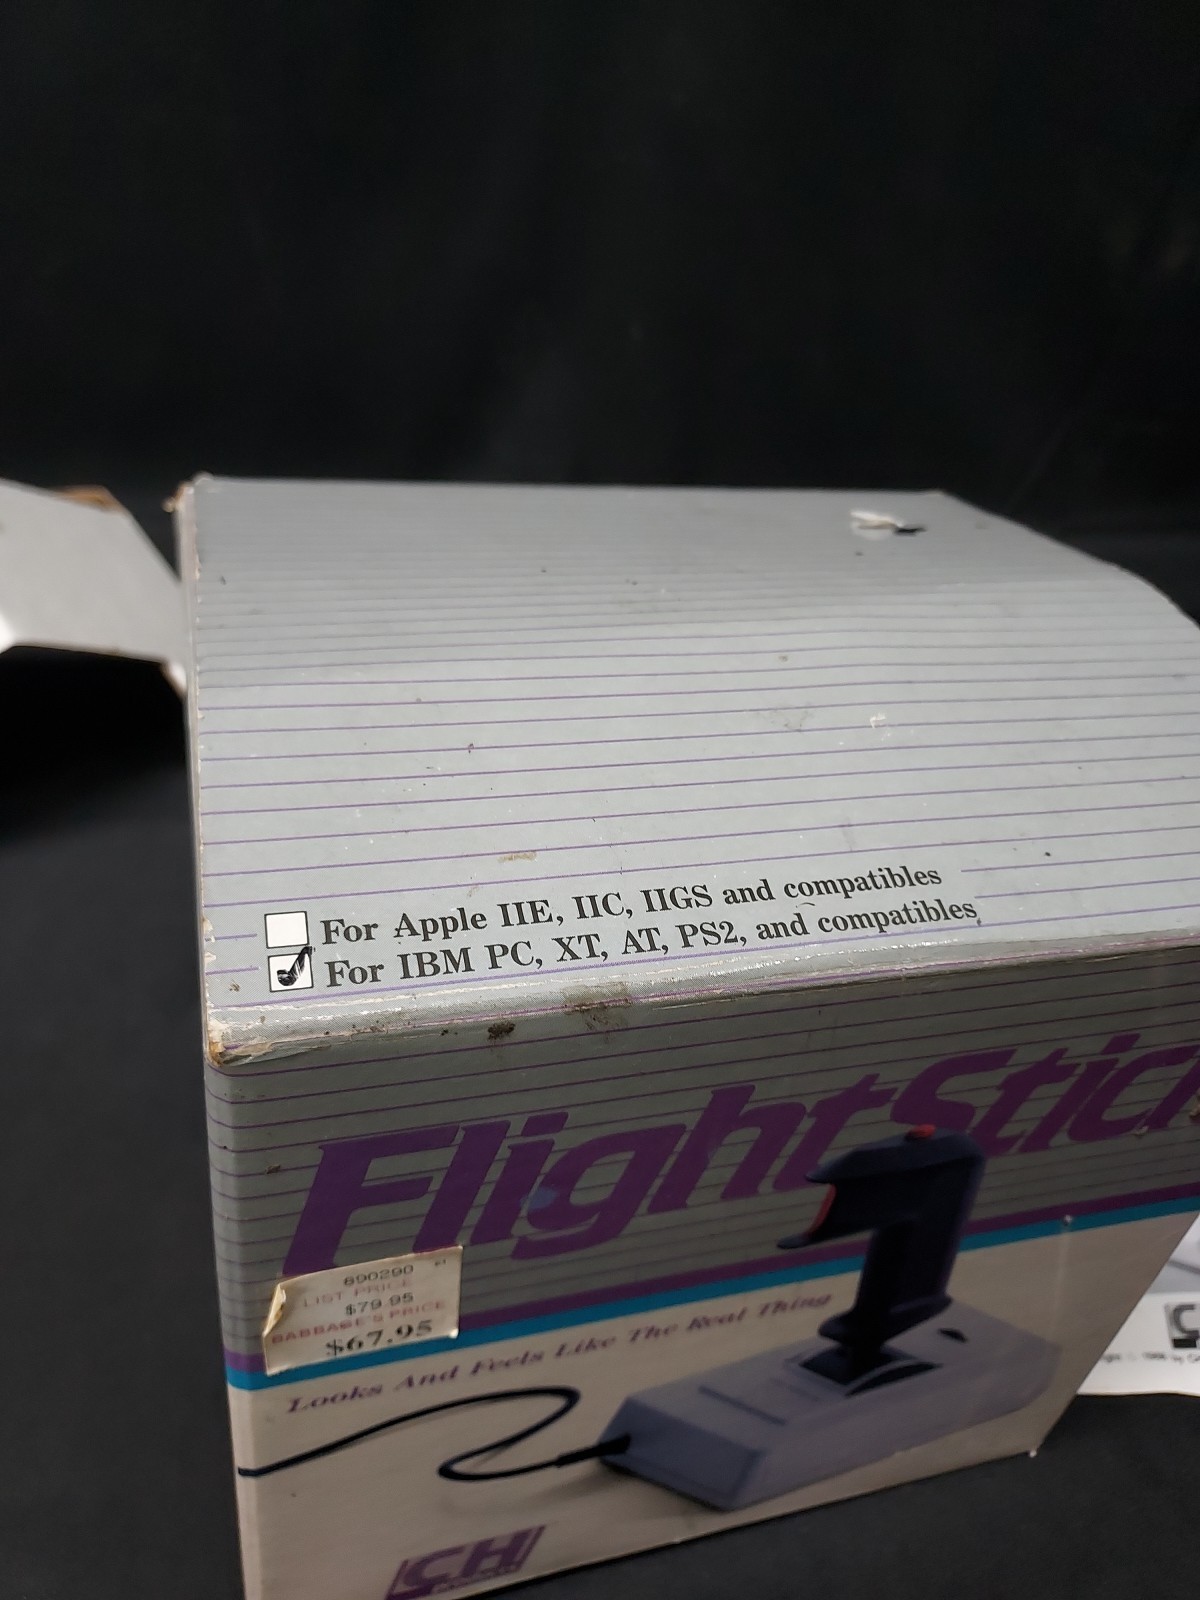 For Apple IIE, IIC, IIGS and compatibles
For IBM PC, XT, AT, PS2, and compatibles
FlightStick
690290
LIST PRICE
$79.95
BABBAGE'S PRICE
$67.95
Looks And Feels Like The Real Thing
CH